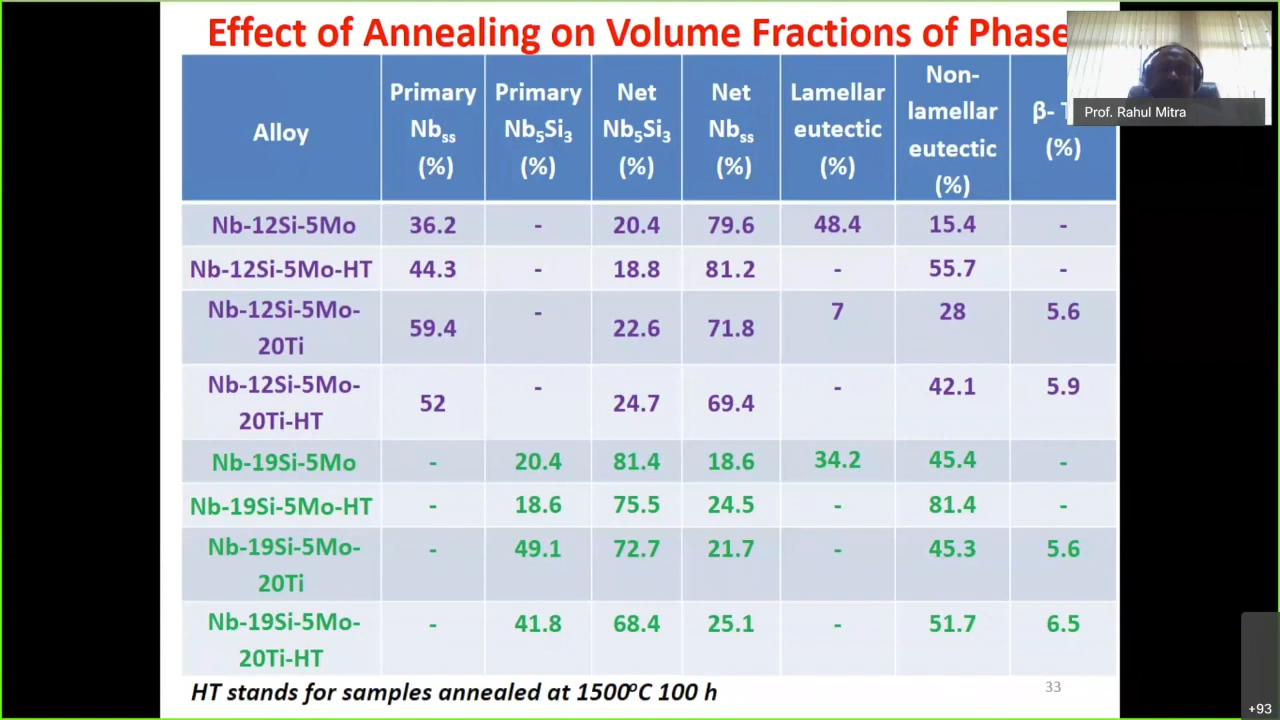 Effect of Annealing on Volume Fractions of Phase
Prof. Rahul Mitra
Alloy
Primary
Nbss
(%)
Primary
Nb5Si3
(%)
Net
Nb5Si3
(%)
Net
Nbss
(%)
Lamellar
eutectic
(%)
Non-
lamellar
eutectic
(%)
β-
(%)
Nb-12Si-5Mo 36.2 - 20.4 79.6 48.4 15.4 -
Nb-12Si-5Mo-HT 44.3 - 18.8 81.2 - 55.7 -
Nb-12Si-5Mo-
20Ti 59.4 - 22.6 71.8 7 28 5.6
Nb-12Si-5Mo-
20Ti-HT 52 - 24.7 69.4 - 42.1 5.9
Nb-19Si-5Mo - 20.4 81.4 18.6 34.2 45.4 -
Nb-19Si-5Mo-HT - 18.6 75.5 24.5 - 81.4 -
Nb-19Si-5Mo-
20Ti - 49.1 72.7 21.7 - 45.3 5.6
Nb-19Si-5Mo-
20Ti-HT - 41.8 68.4 25.1 - 51.7 6.5
HT stands for samples annealed at 1500°C 100 h
33
+93